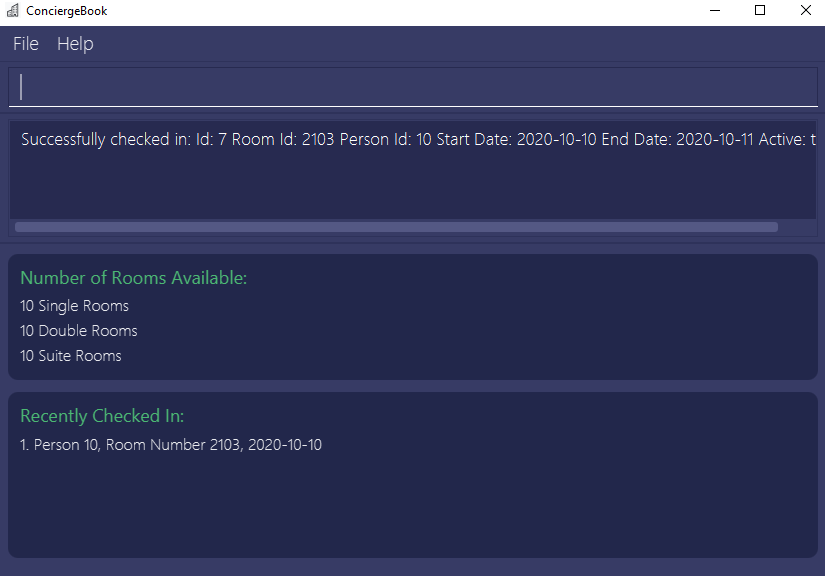 ConciergeBook
File Help
Successfully checked in: Id: 7 Room Id: 2103 Person Id: 10 Start Date: 2020-10-10 End Date: 2020-10-11 Active: t
Number of Rooms Available:
10 Single Rooms
10 Double Rooms
10 Suite Rooms
Recently Checked In:
1. Person 10, Room Number 2103, 2020-10-10